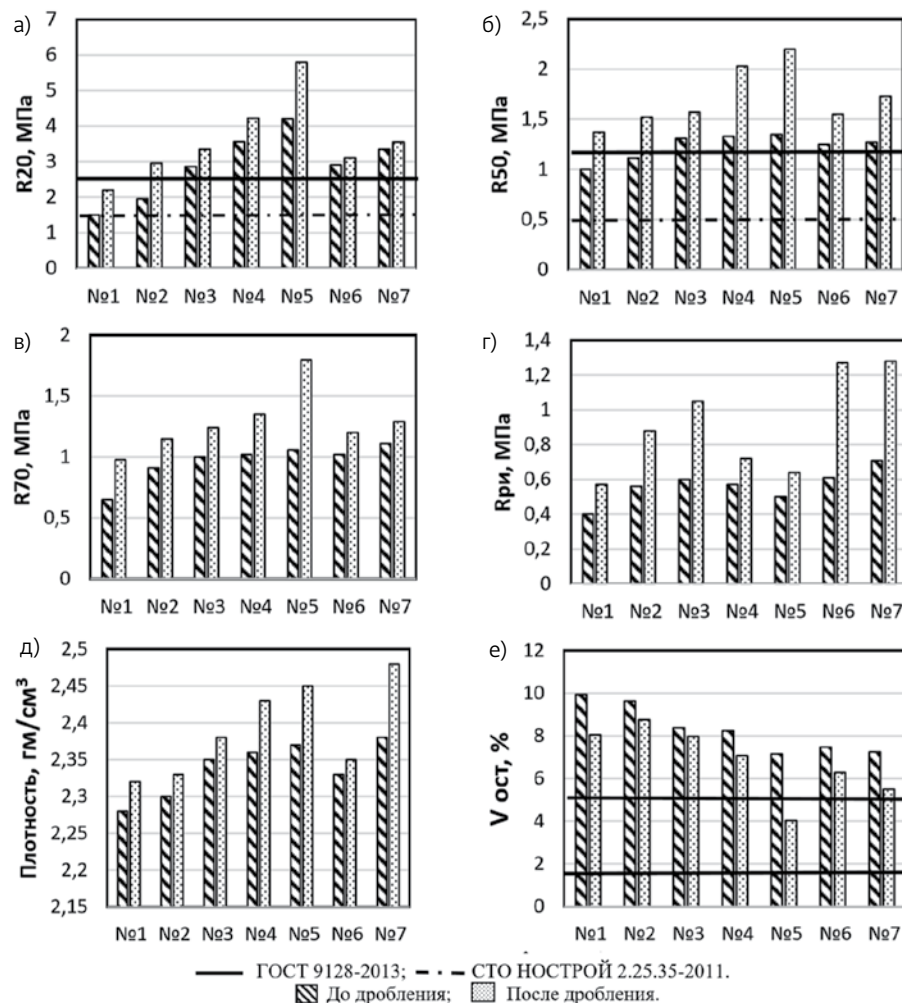 а)
R20, МПа
7
6
5
4
3
2
1
0
№1 №2 №3 №4 №5 №6 №7
б)
R50, МПа
2,5
2
1,5
1
0,5
0
№1 №2 №3 №4 №5 №6 №7
в)
R70, МПа
2
1,5
1
0,5
0
№1 №2 №3 №4 №5 №6 №7
г)
Rри, МПа
1,4
1,2
1
0,8
0,6
0,4
0,2
0
№1 №2 №3 №4 №5 №6 №7
д)
Плотность, гм/см³
2,5
2,45
2,4
2,35
2,3
2,25
2,2
2,15
№1 №2 №3 №4 №5 №6 №7
е)
V ост, %
12
10
8
6
4
2
0
№1 №2 №3 №4 №5 №6 №7
ГОСТ 9128-2013; СТО НОСТРОЙ 2.25.35-2011.
До дробления; После дробления.